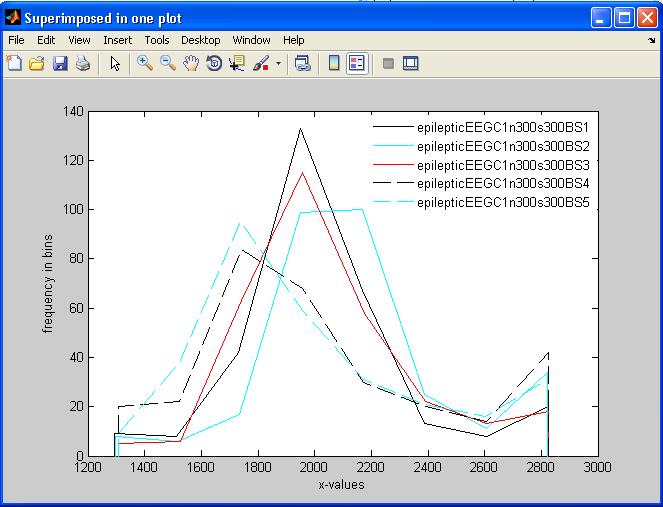 Superimposed in one plot
File Edit View Insert Tools Desktop Window Help
140
120
100
80
60
40
20
0
frequency in bins
epilepticEEGC1n300s300BS1
epilepticEEGC1n300s300BS2
epilepticEEGC1n300s300BS3
epilepticEEGC1n300s300BS4
epilepticEEGC1n300s300BS5
1200 1400 1600 1800 2000 2200 2400 2600 2800 3000
x-values